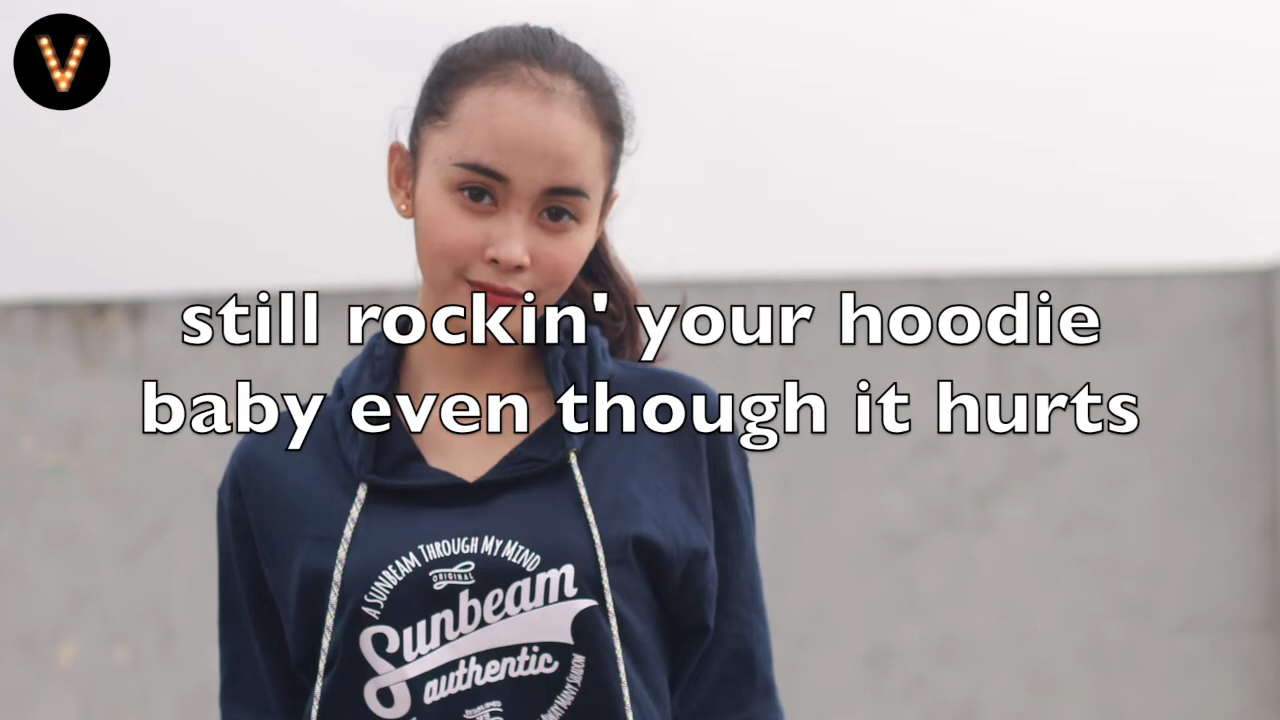 V
still rockin' your hoodie
baby even though it hurts
A SUNBEAM THROUGH MY MIND
ORIGINAL
Sunbeam
authentic